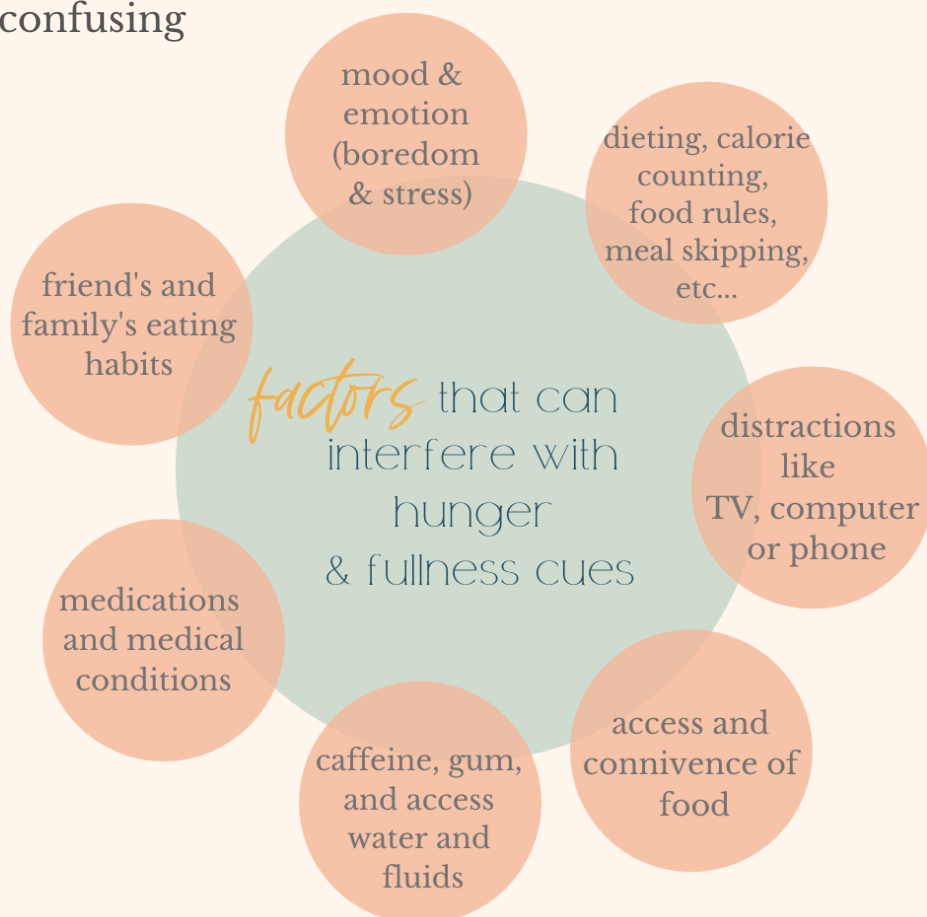 confusing
mood &
emotion
(boredom
& stress)
dieting, calorie
counting,
food rules,
meal skipping,
etc...
friend's and
family's eating
habits
factors that can
interfere with
hunger
& fullness cues
distractions
like
TV, computer
or phone
medications
and medical
conditions
access and
connivence of
food
caffeine, gum,
and access
water and
fluids